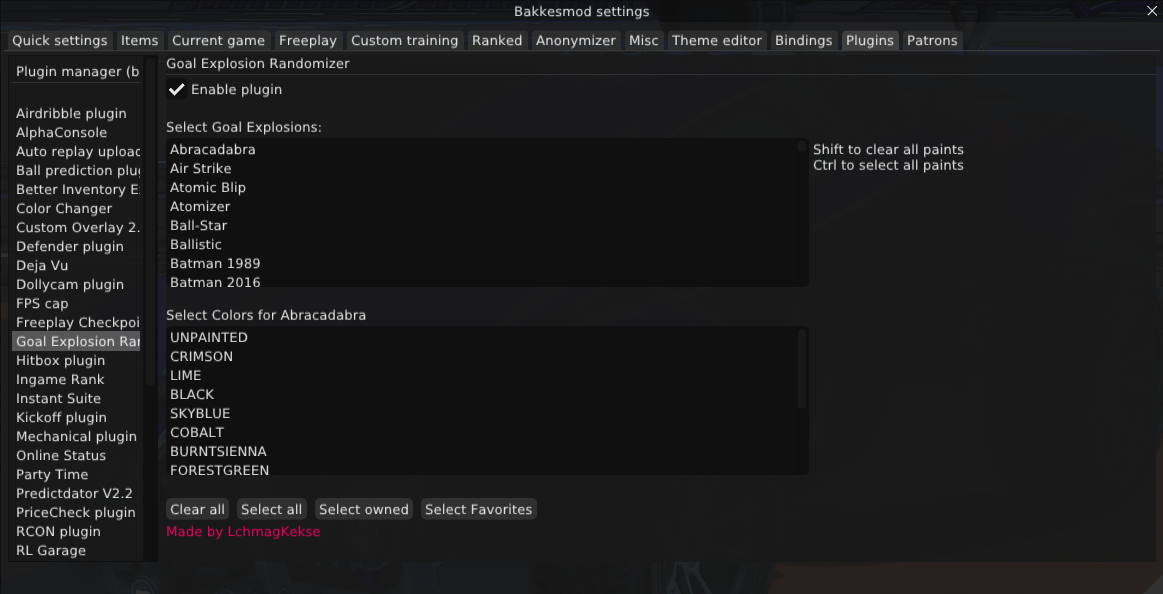 Bakkesmod settings
Quick settings Items Current game Freeplay Custom training Ranked Anonymizer Misc Theme editor Bindings Plugins Patrons
Plugin manager (b
Airdribble plugin
AlphaConsole
Auto replay uploac
Ball prediction plug
Better Inventory E
Color Changer
Custom Overlay 2.
Defender plugin
Deja Vu
Dollycam plugin
FPS cap
Freeplay Checkpoi
Goal Explosion Rar
Hitbox plugin
Ingame Rank
Instant Suite
Kickoff plugin
Mechanical plugin
Online Status
Party Time
Predictdator V2.2
PriceCheck plugin
RCON plugin
RL Garage
Goal Explosion Randomizer
Enable plugin
Select Goal Explosions:
Abracadabra
Air Strike
Atomic Blip
Atomizer
Ball-Star
Ballistic
Batman 1989
Batman 2016
Shift to clear all paints
Ctrl to select all paints
Select Colors for Abracadabra
UNPAINTED
CRIMSON
LIME
BLACK
SKYBLUE
COBALT
BURNTSIENNA
FORESTGREEN
Clear all Select all Select owned Select Favorites
Made by LchmagKekse